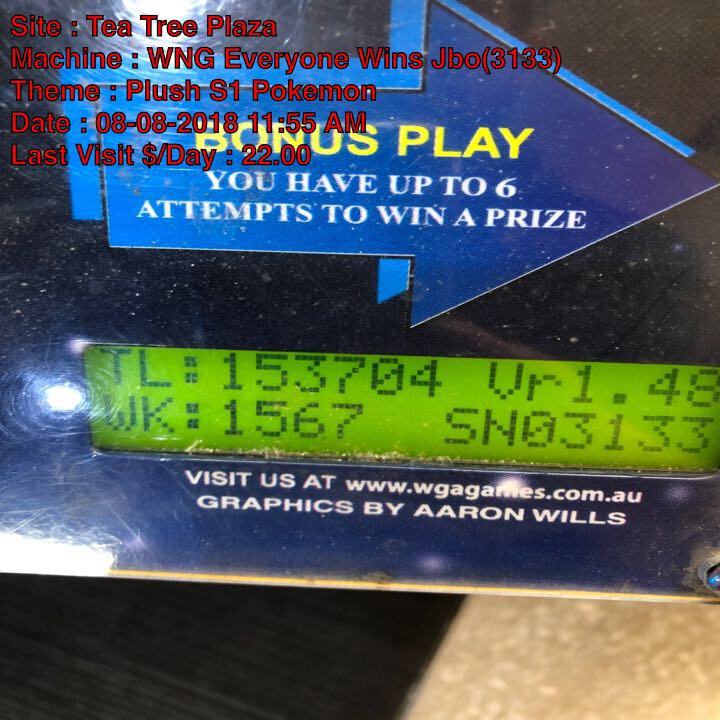 Site : Tea Tree Plaza
Machine : WNG Everyone Wins Jbo(3133)
Theme : Plush S1 Pokemon
Date : 08-08-2018 11:55 AM
Last Visit $/Day : 22.00
BONUS PLAY
YOU HAVE UP TO 6
ATTEMPTS TO WIN A PRIZE
TL:153704 Vr1.48
WK:1567 SN03133
VISIT US AT www.wgagames.com.au
GRAPHICS BY AARON WILLS